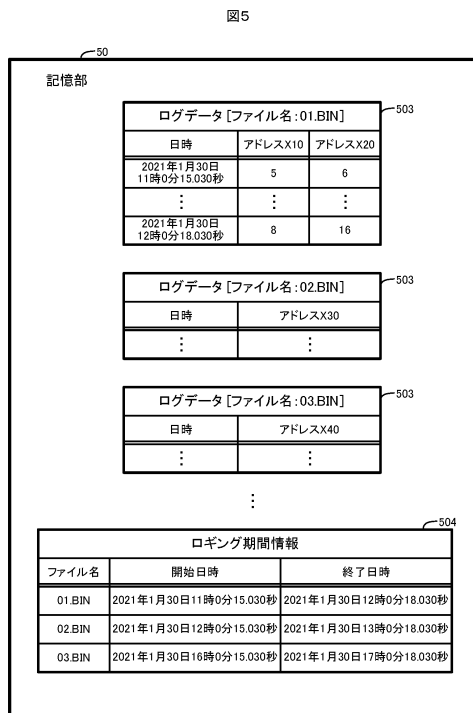 図5
50
記憶部
503
ログデータ[ファイル名:01.BIN]
日時 アドレスX10 アドレスX20
2021年1月30日
11時0分15.030秒 5 6
⋮ ⋮ ⋮
2021年1月30日
12時0分18.030秒 8 16
503
ログデータ[ファイル名:02.BIN]
日時 アドレスX30
⋮ ⋮
503
ログデータ[ファイル名:03.BIN]
日時 アドレスX40
⋮ ⋮
⋮
504
ロギング期間情報
ファイル名 開始日時 終了日時
01.BIN 2021年1月30日11時0分15.030秒 2021年1月30日12時0分18.030秒
02.BIN 2021年1月30日12時0分15.030秒 2021年1月30日13時0分18.030秒
03.BIN 2021年1月30日16時0分15.030秒 2021年1月30日17時0分18.030秒